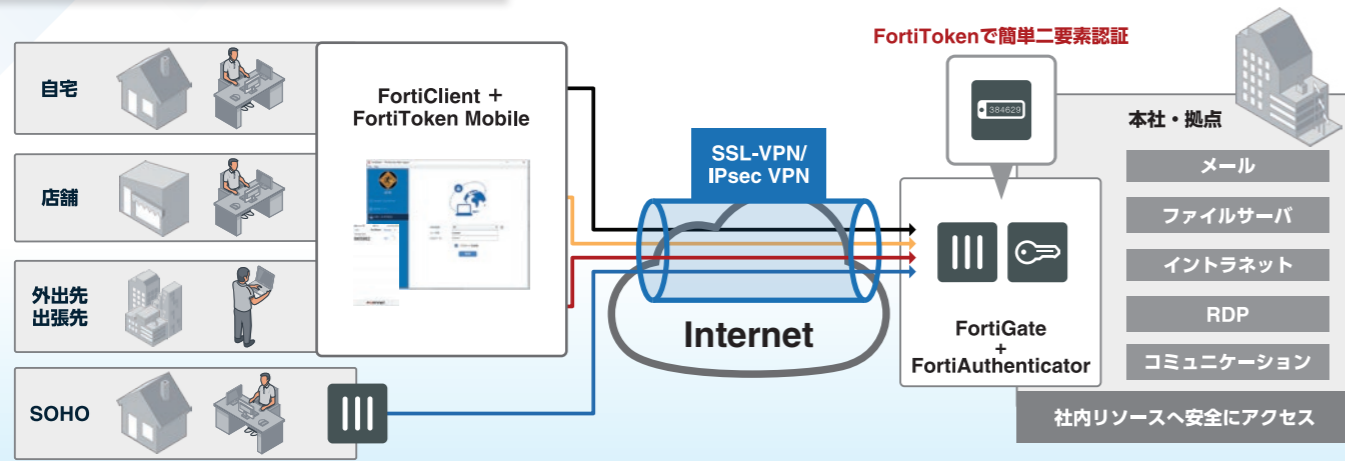 FortiTokenで簡単二要素認証
384629
自宅
店舗
外出先
出張先
SOHO
FortiClient +
FortiToken Mobile
SSL-VPN/
IPsec VPN
Internet
FortiGate
+
FortiAuthenticator
本社・拠点
メール
ファイルサーバ
イントラネット
RDP
コミュニケーション
社内リソースへ安全にアクセス